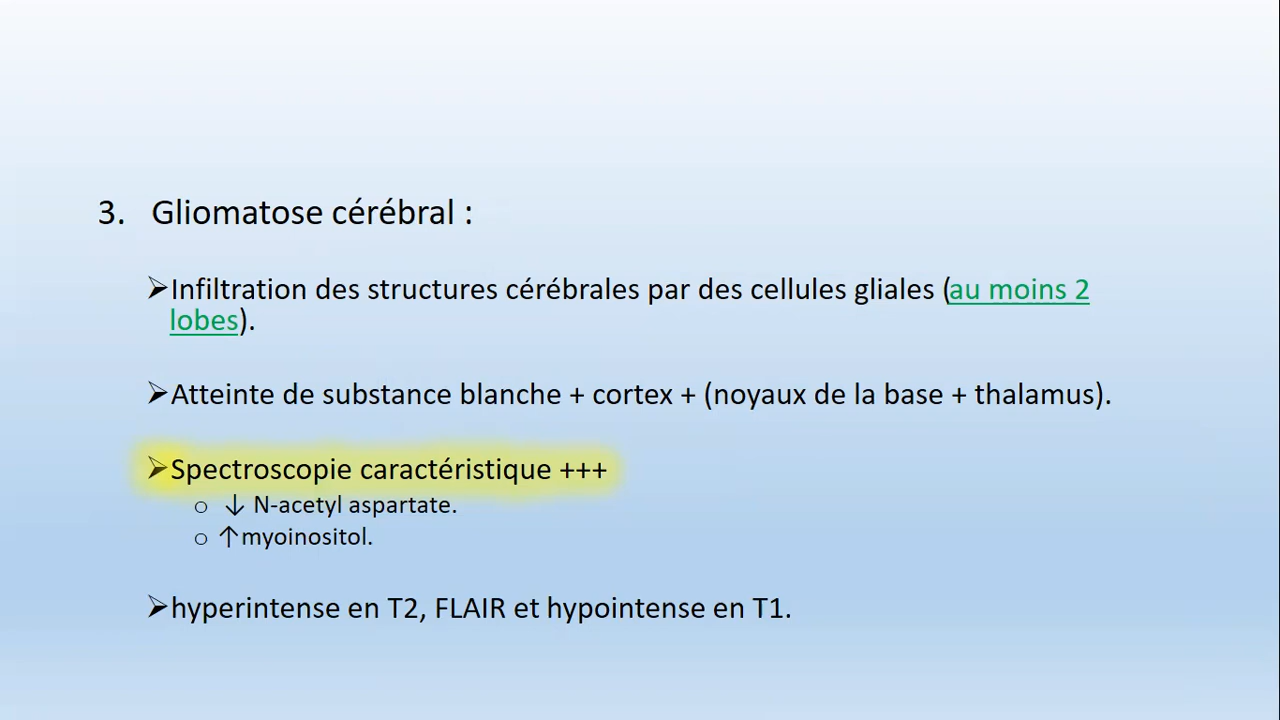 3. Gliomatose cérébral :
➢Infiltration des structures cérébrales par des cellules gliales (au moins 2
lobes).
➢Atteinte de substance blanche + cortex + (noyaux de la base + thalamus).
➢Spectroscopie caractéristique +++
o ↓ N-acetyl aspartate.
o ↑myoinositol.
➢hyperintense en T2, FLAIR et hypointense en T1.